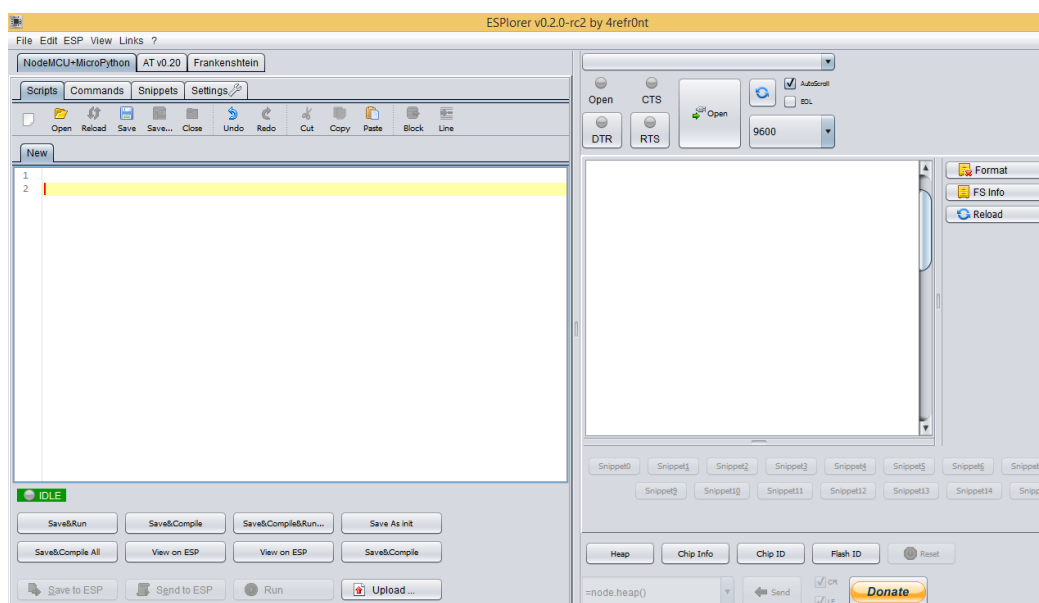 ESPlorer v0.2.0-rc2 by 4refr0nt
File Edit ESP View Links ?
NodeMCU+MicroPython AT v0.20 Frankenshtein
Scripts Commands Snippets Settings
Open Reload Save Save... Close Undo Redo Cut Copy Paste Block Line
New
1
2
IDLE
Save&Run Save&Compile Save&Compile&Run... Save As init
Save&Compile All View on ESP View on ESP Save&Compile
Save to ESP Send to ESP Run Upload ...
Open CTS Open AutoScroll
EOL
DTR RTS 9600
Format
FS Info
Reload
Snippet0 Snippet1 Snippet2 Snippet3 Snippet4 Snippet5 Snippet6 Snippet
Snippet9 Snippet10 Snippet11 Snippet12 Snippet13 Snippet14 Snipp
Heap Chip Info Chip ID Flash ID Reset
=node.heap() Send CR Donate
LF